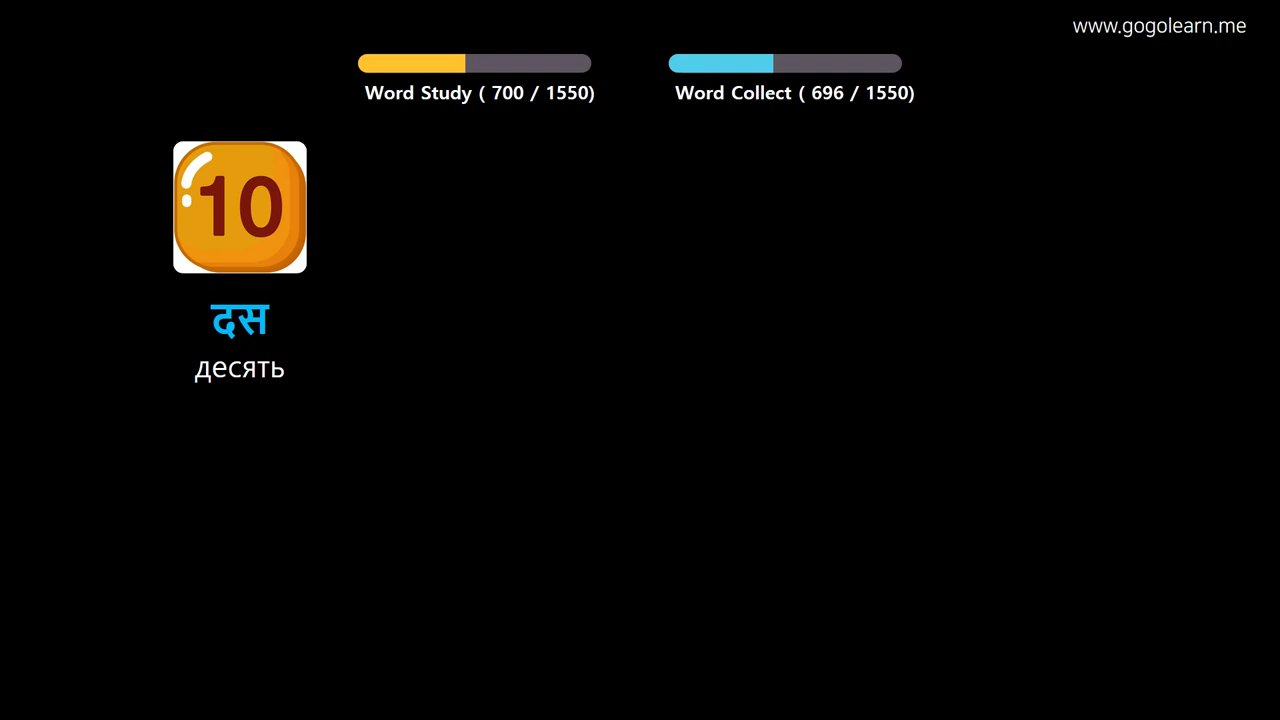 www.gogolearn.me
Word Study ( 700 / 1550)
Word Collect ( 696 / 1550)
10
दस
десять